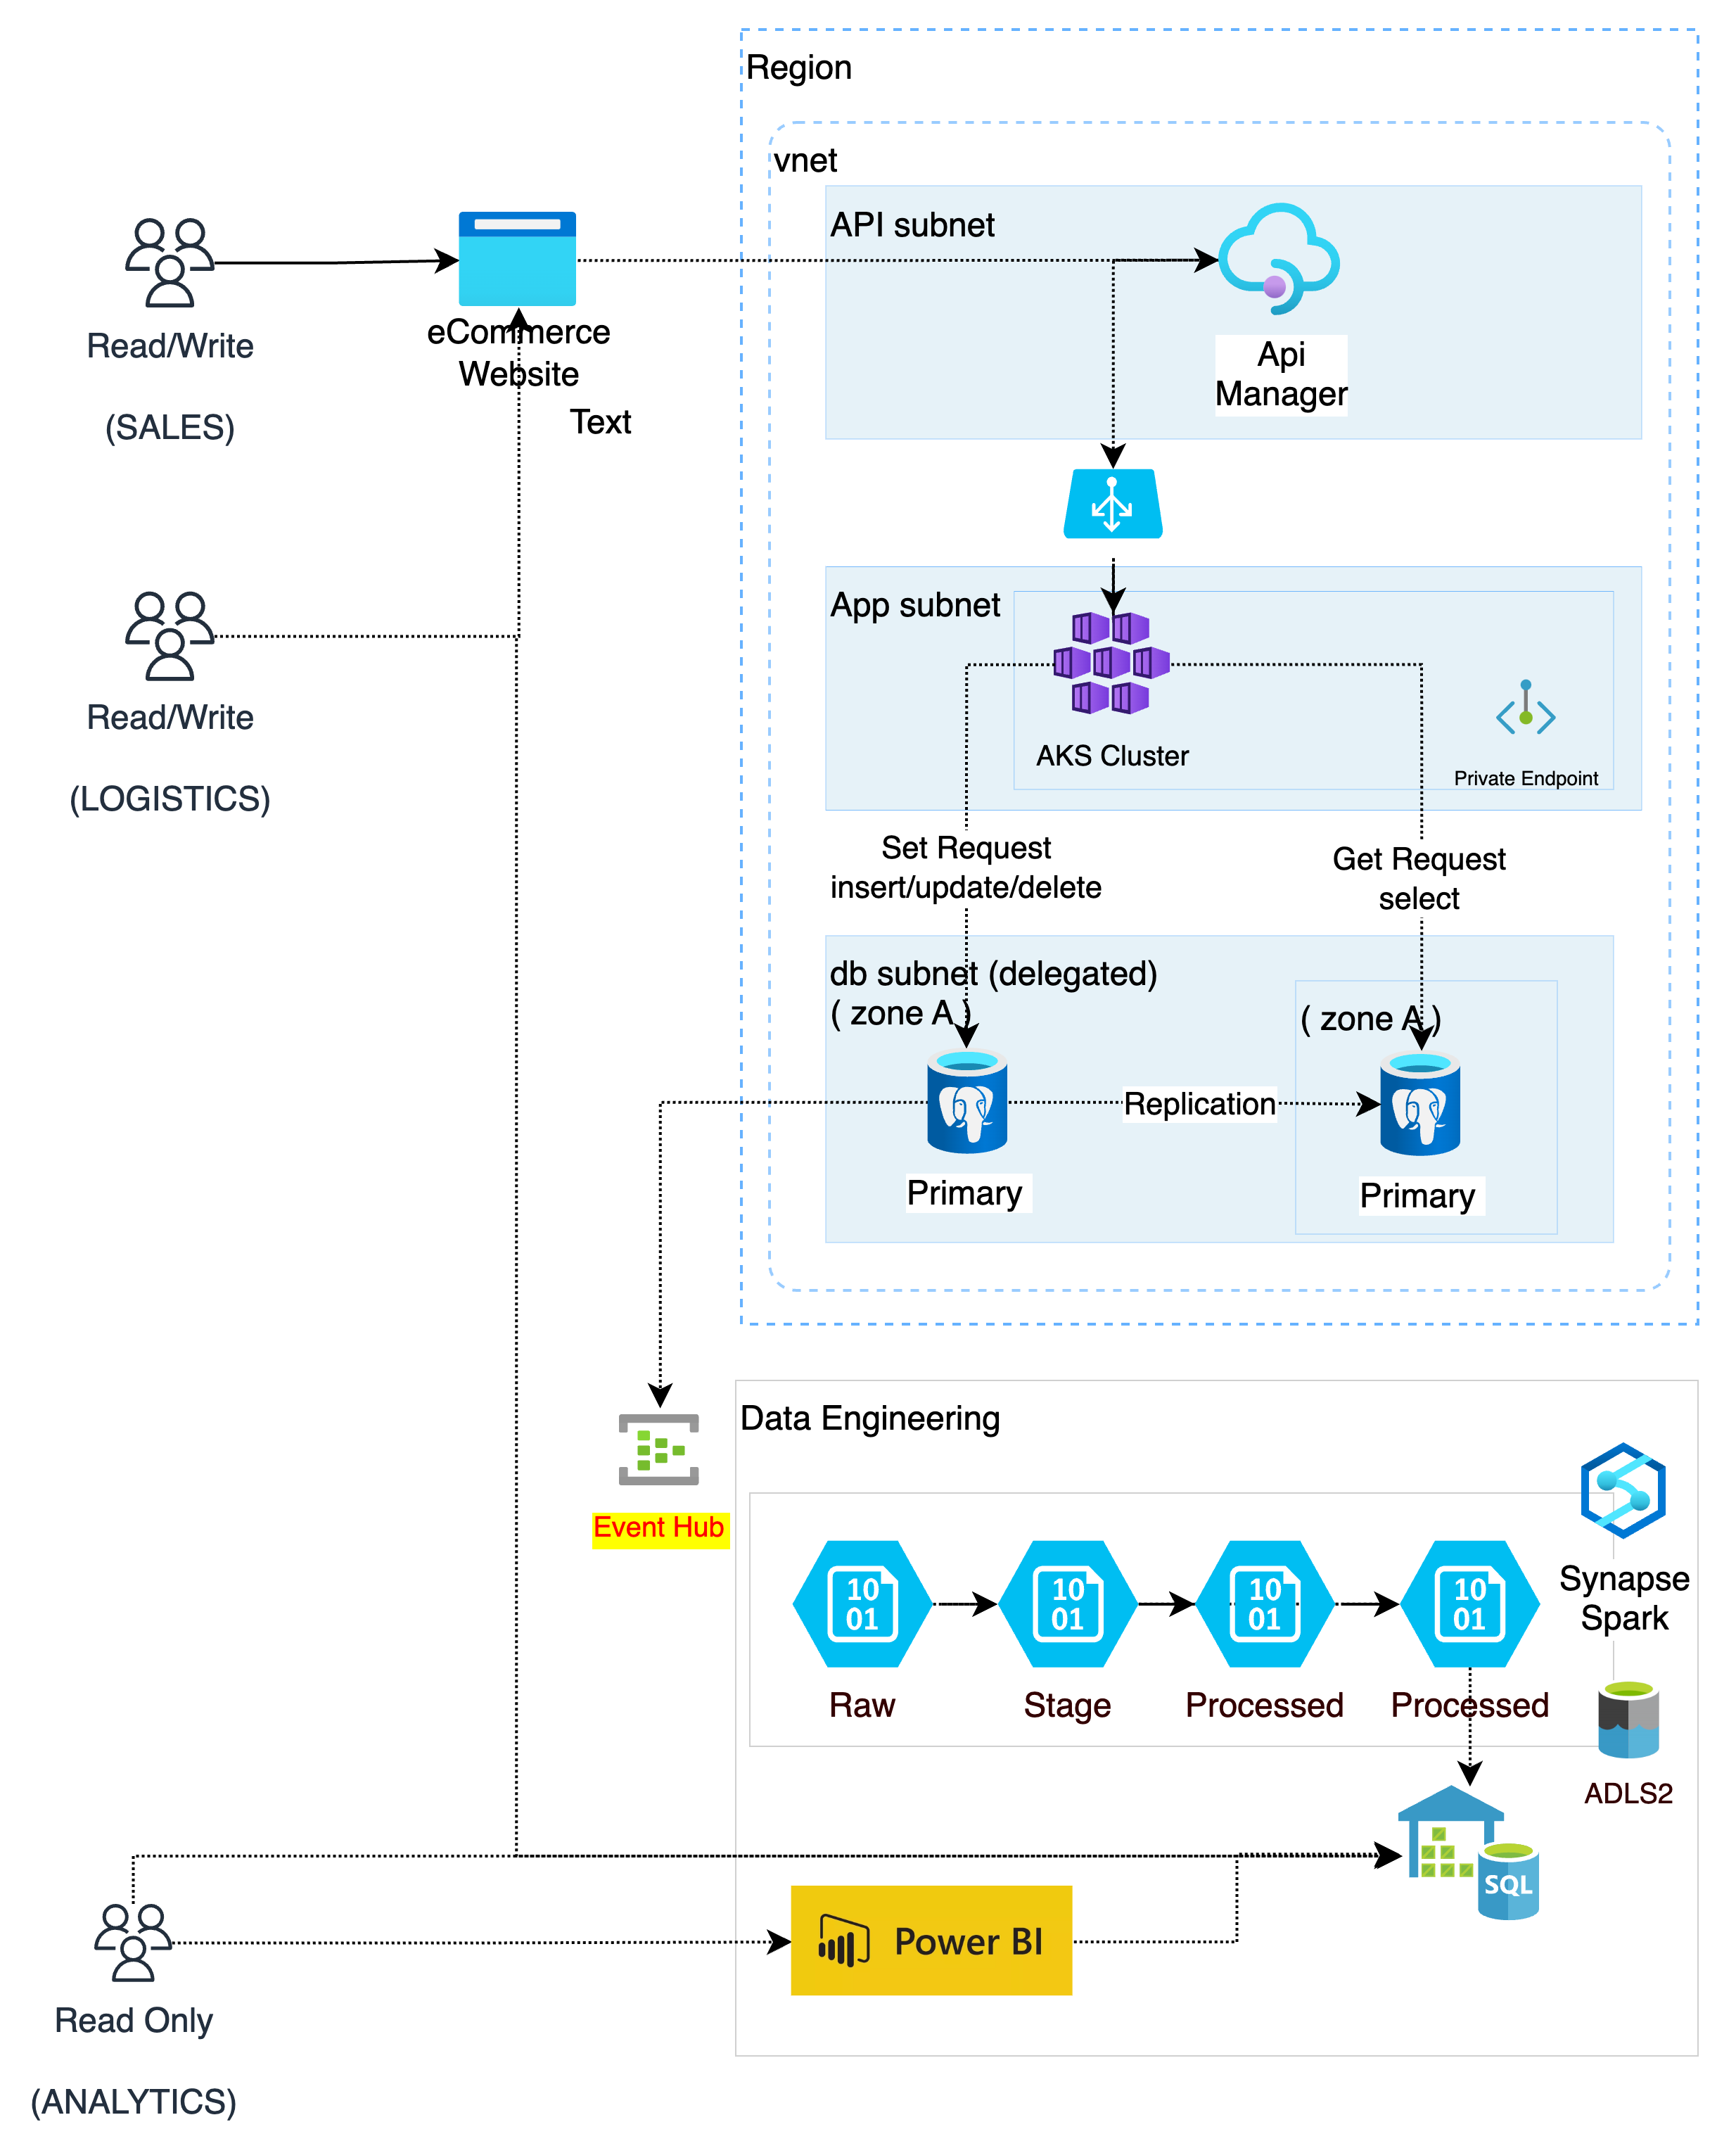 Region
vnet
API subnet
Read/Write
(SALES)
eCommerce
Website
Text
Api
Manager
Read/Write
(LOGISTICS)
App subnet
AKS Cluster
Private Endpoint
Set Request
insert/update/delete
Get Request
select
db subnet (delegated)
( zone A )
( zone A )
Replication
Primary
Primary
Data Engineering
Event Hub
10
01
10
01
10
01
10
01
Synapse
Spark
Raw
Stage
Processed
Processed
ADLS2
SQL
Power BI
Read Only
(ANALYTICS)